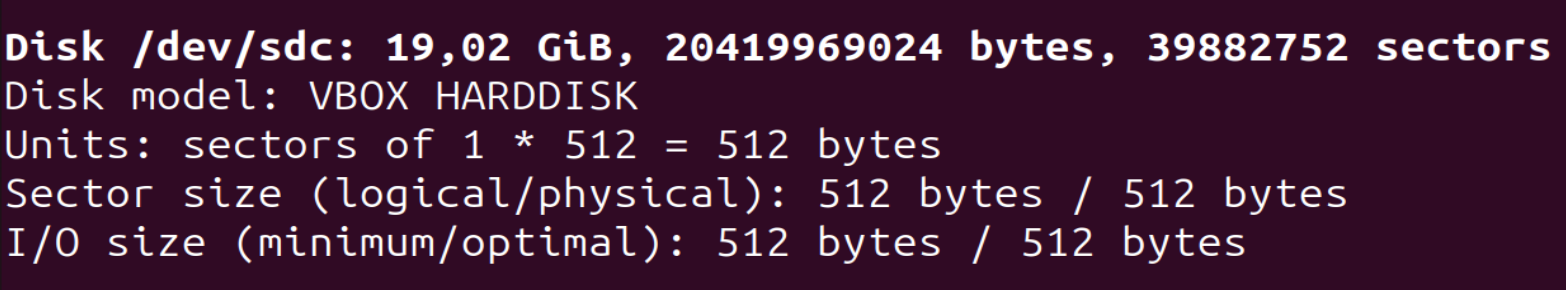 Disk /dev/sdc: 19,02 GiB, 20419969024 bytes, 39882752 sectors
Disk model: VBOX HARDDISK
Units: sectors of 1 * 512 = 512 bytes
Sector size (logical/physical): 512 bytes / 512 bytes
I/O size (minimum/optimal): 512 bytes / 512 bytes